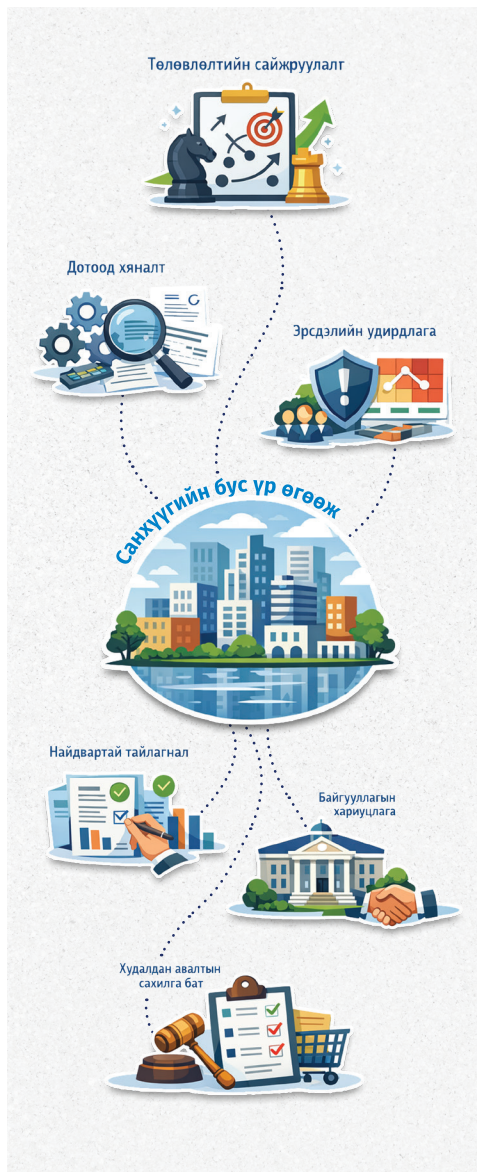 Төлөвлөлтийн сайжруулалт
Дотоод хяналт
Эрсдэлийн удирдлага
Санхүүгийн бус үр өгөөж
Найдвартай тайлагнал
Байгууллагын
хариуцлага
Худалдан авалтын
сахилга бат